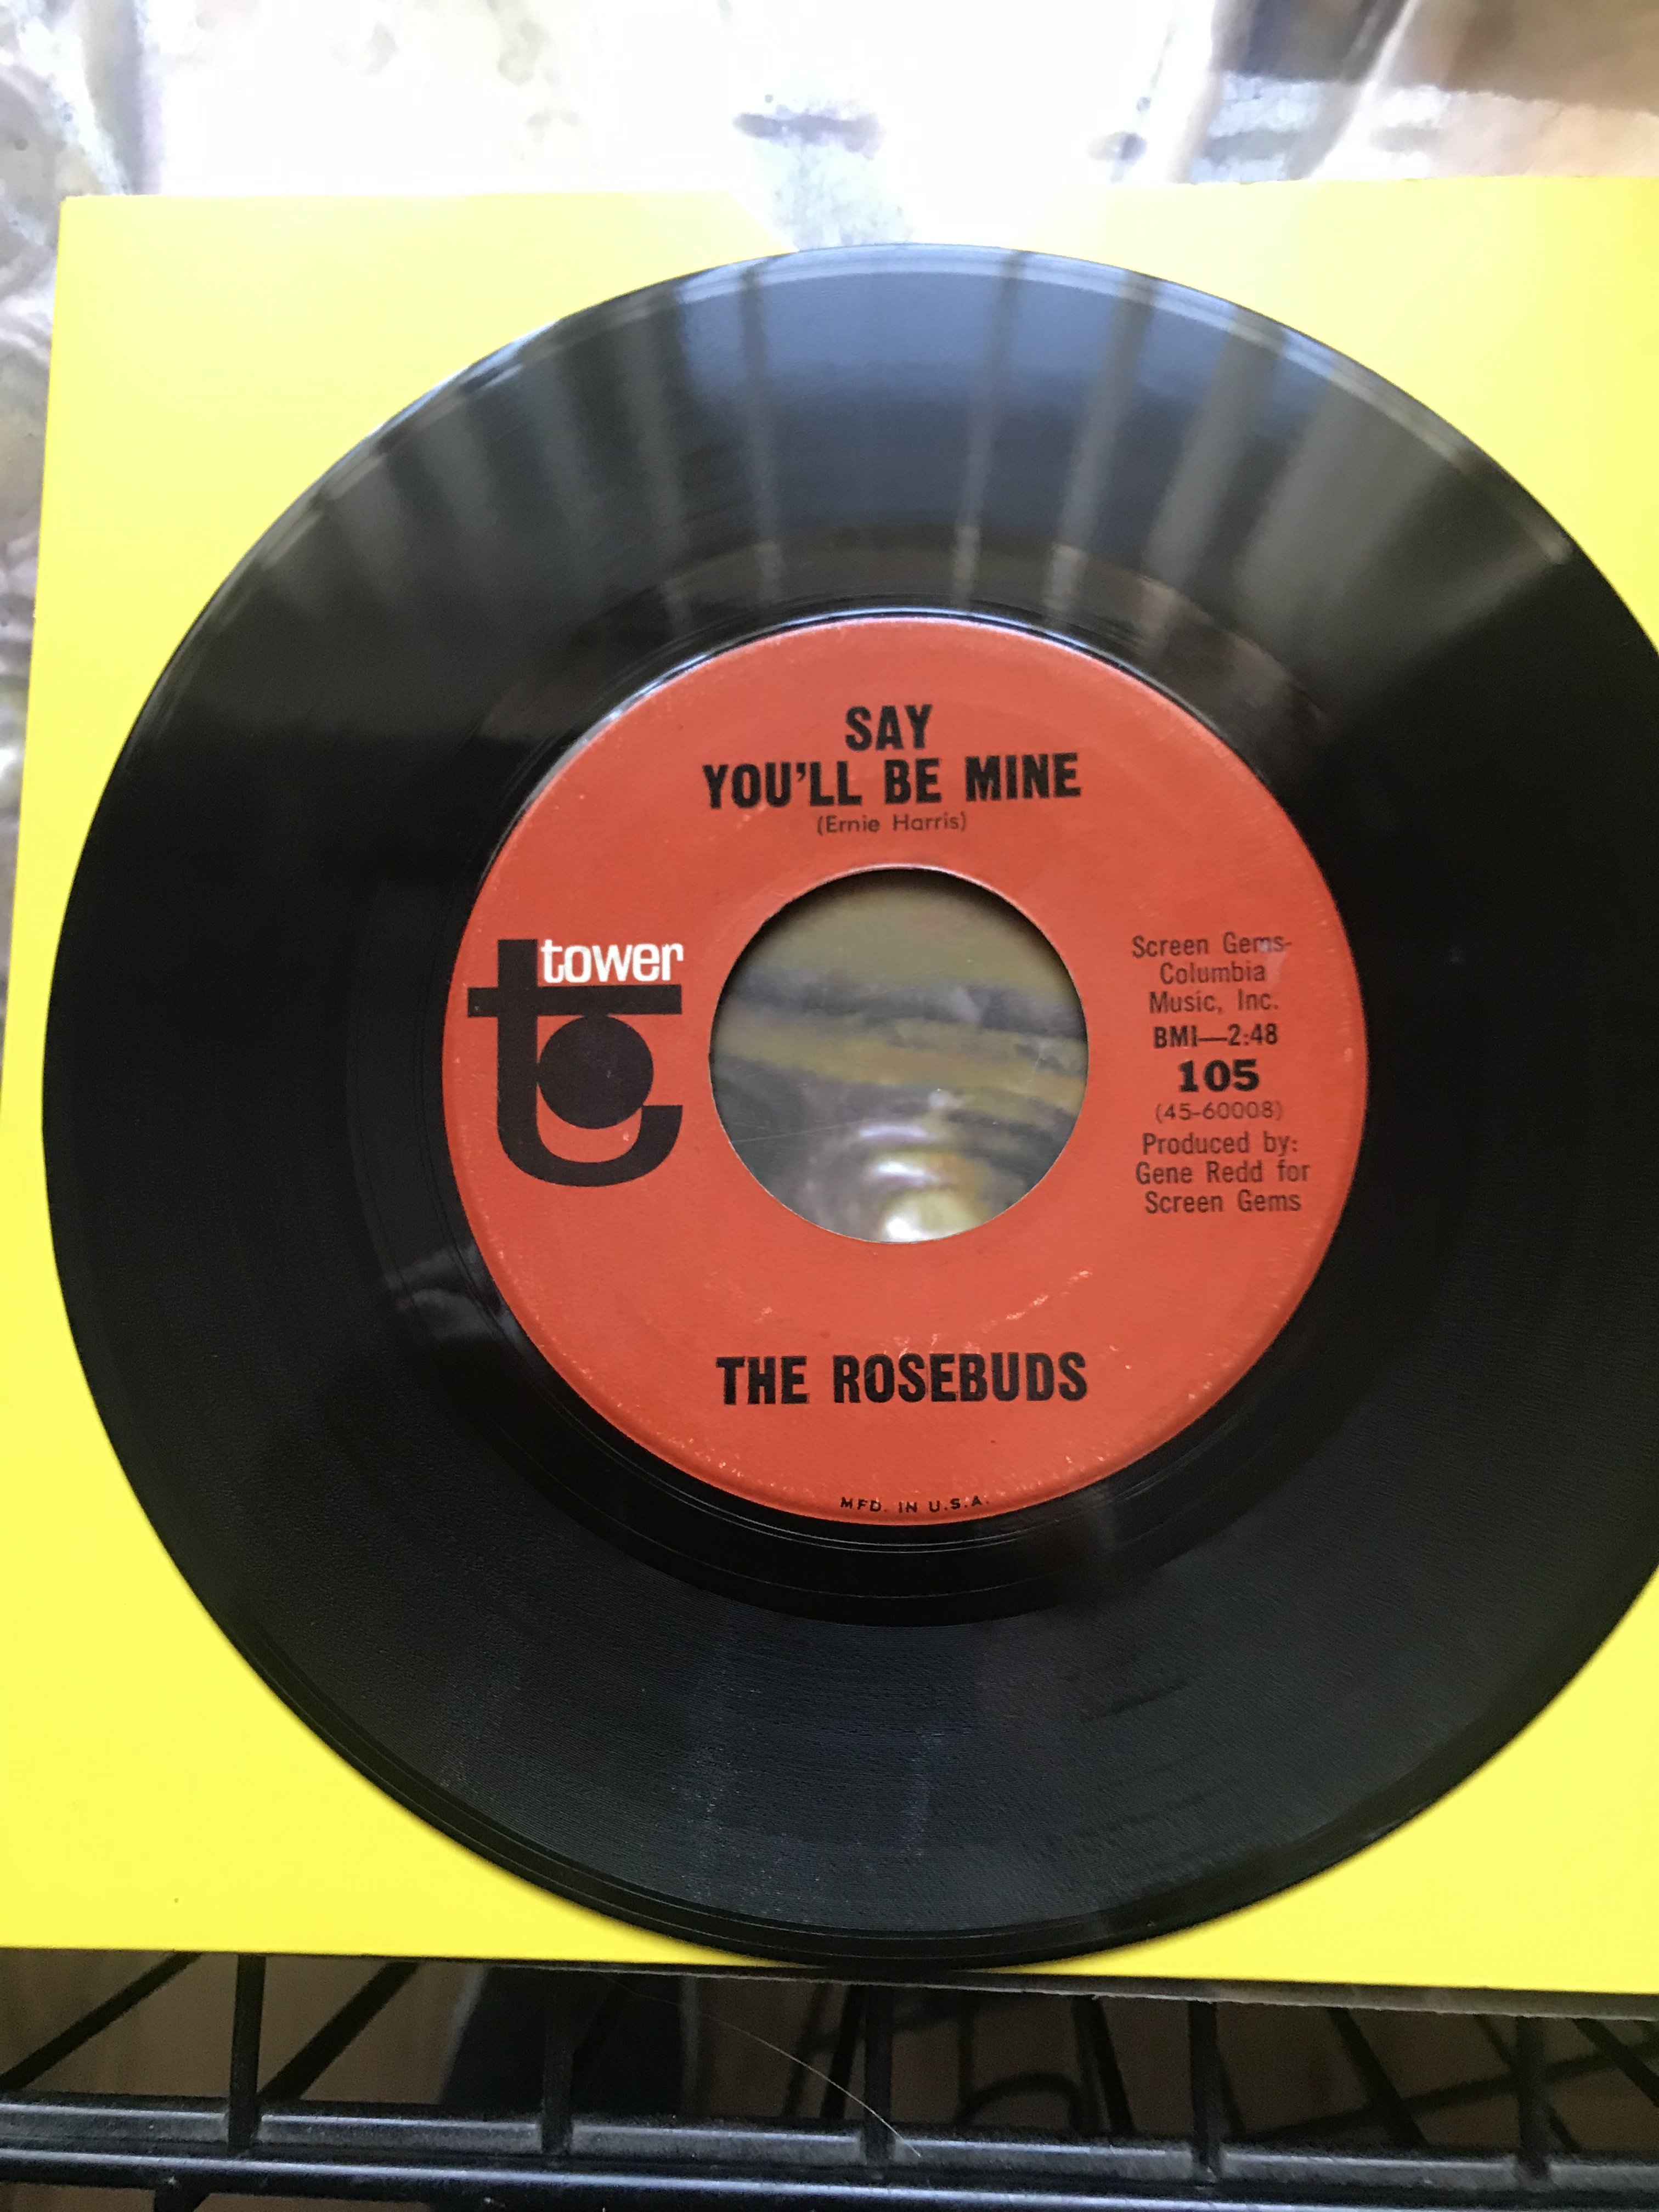 SAY
YOU'LL BE MINE
(Ernie Harris)
tower
Screen Gems-
Columbia
Music, Inc.
BMI—2:48
105
(45-60008)
Produced by:
Gene Redd for
Screen Gems
THE ROSEBUDS
MFD. IN U.S.A.